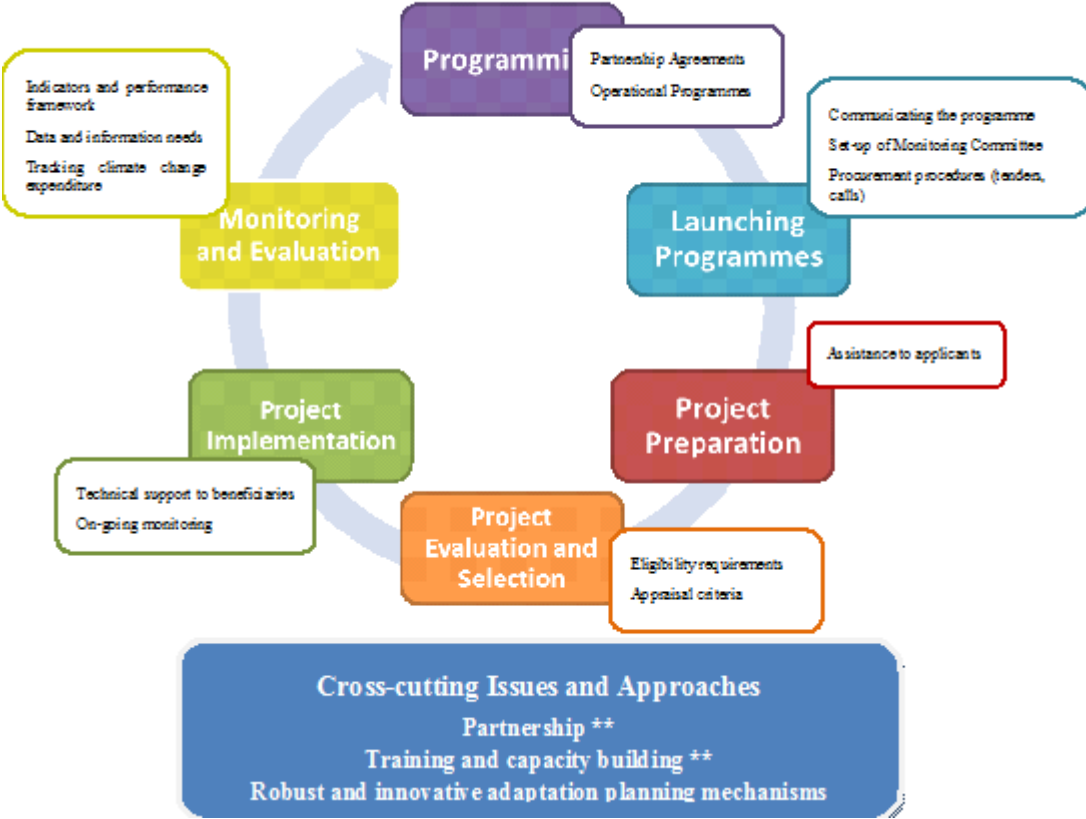 Programmi
Partnership Agreements
Operational Programmes
Communicating the programme
Set-up of Monitoring Committee
Procurement procedures (tenders,
calls)
Launching
Programmes
Assistance to applicants
Project
Preparation
Project
Evaluation and
Selection
Eligibility requirements
Appraisal criteria
Project
Implementation
Technical support to beneficiaries
On-going monitoring
Indicators and performance
framework
Data and information needs
Tracking climate change
expenditure
Monitoring
and Evaluation
Cross-cutting Issues and Approaches
Partnership **
Training and capacity building **
Robust and innovative adaptation planning mechanisms